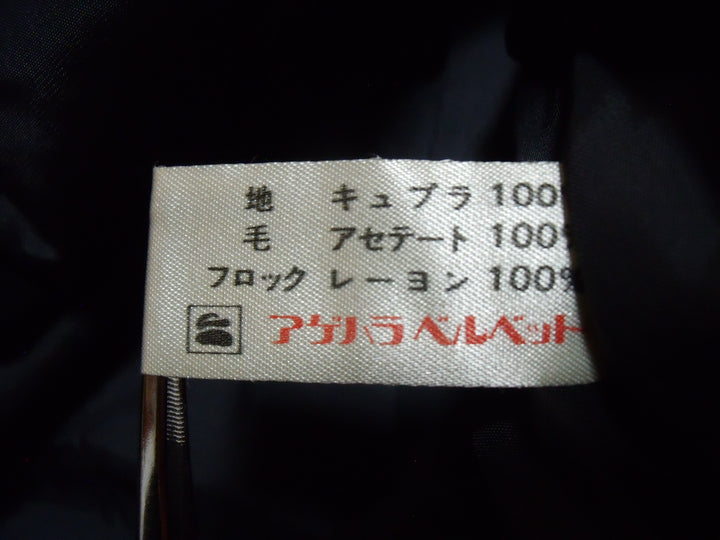 地 キュプラ 100%
毛 アセテート 100%
フロック レーヨン 100%
アゲハラベルベット